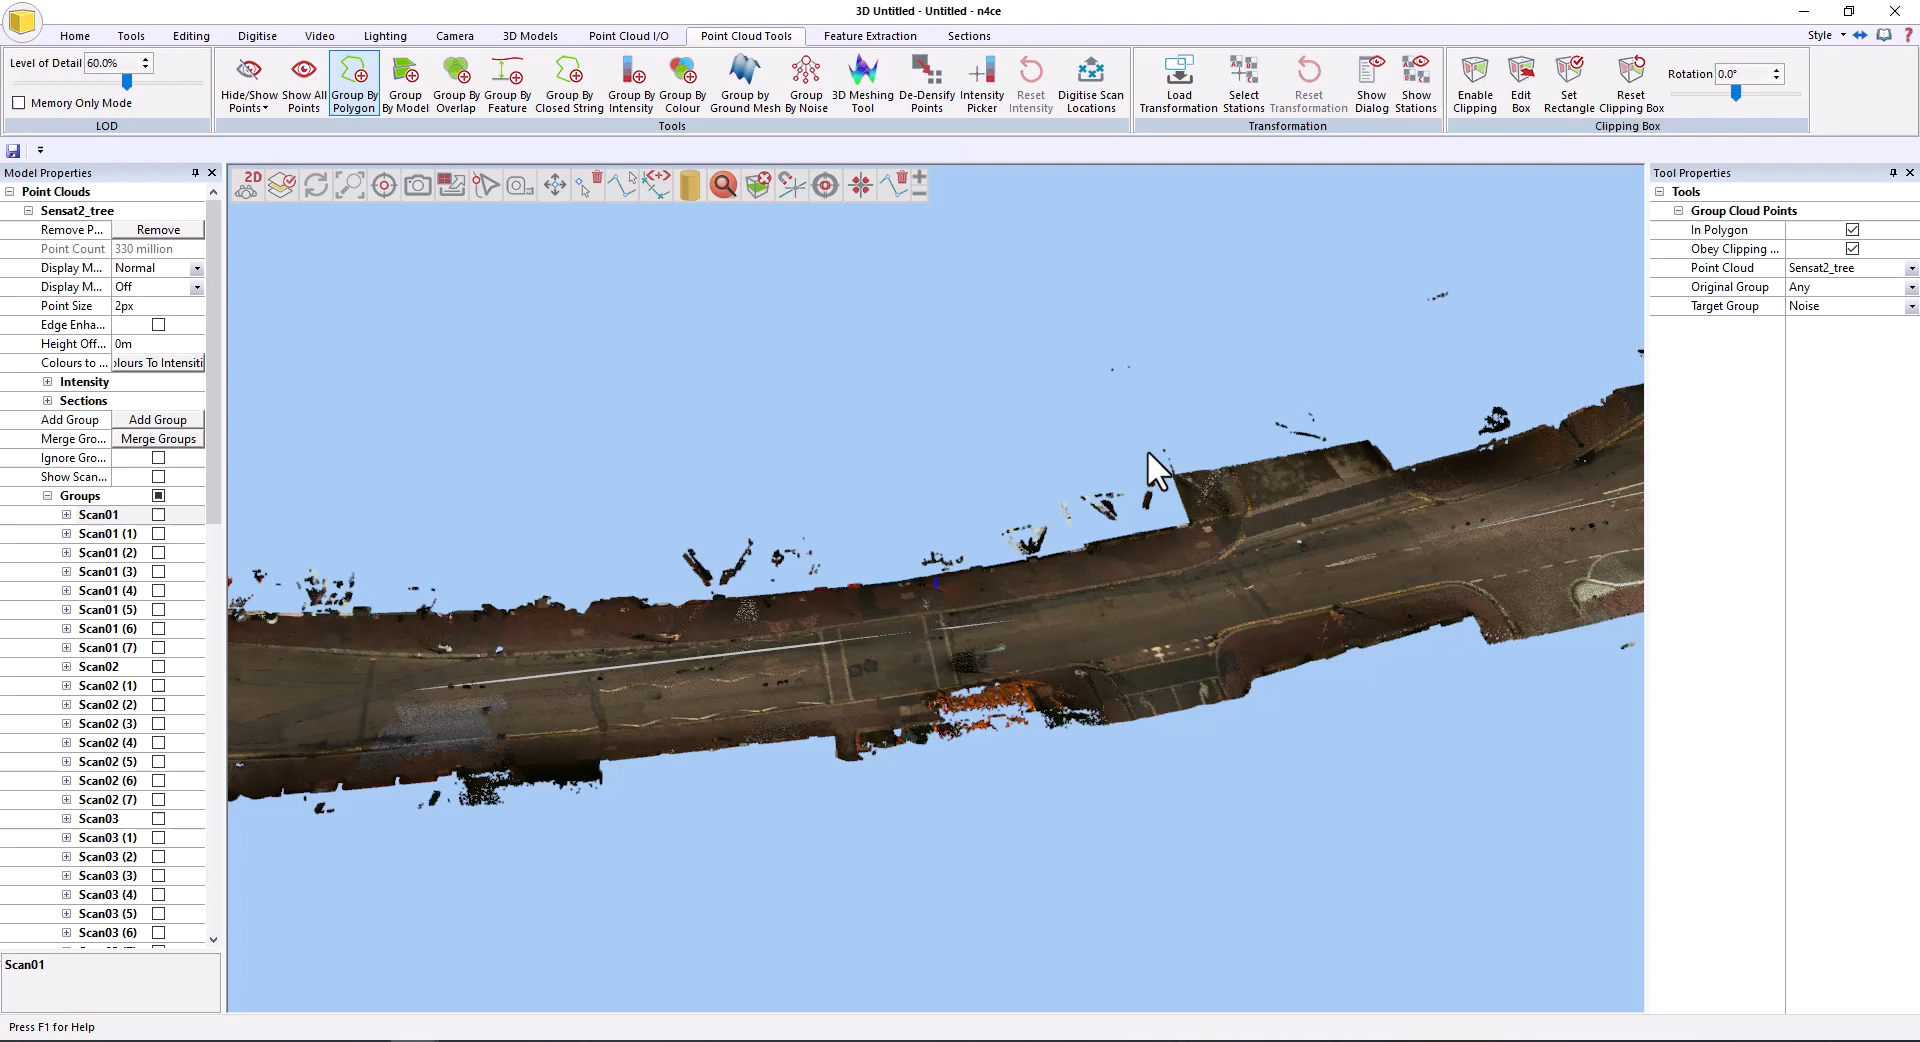 3D Untitled - Untitled - n4ce
Home Tools Editing Digitise Video Lighting Camera 3D Models Point Cloud I/O Point Cloud Tools Feature Extraction Sections Style
Level of Detail 60.0%
Memory Only Mode
LOD
Hide/Show Points
Show All Points
Group By Polygon
Group By Model
Group By Overlap
Group By Feature
Group By Closed String
Group By Intensity
Group By Colour
Group by Ground Mesh
Group By Noise
3D Meshing Tool
De-Densify Points
Intensity Picker
Reset Intensity
Digitise Scan Locations
Tools
Load Transformation
Select Stations
Reset Transformation
Show Dialog
Show Stations
Transformation
Enable Clipping
Edit Box
Set Rectangle
Reset Clipping Box
Rotation 0.0°
Clipping Box
Model Properties
Point Clouds
Sensat2_tree
Remove P... Remove
Point Count 330 million
Display M... Normal
Display M... Off
Point Size 2px
Edge Enha...
Height Off... 0m
Colours to ... olours To Intensiti
Intensity
Sections
Add Group Add Group
Merge Gro... Merge Groups
Ignore Gro...
Show Scan...
Groups
Scan01
Scan01 (1)
Scan01 (2)
Scan01 (3)
Scan01 (4)
Scan01 (5)
Scan01 (6)
Scan01 (7)
Scan02
Scan02 (1)
Scan02 (2)
Scan02 (3)
Scan02 (4)
Scan02 (5)
Scan02 (6)
Scan02 (7)
Scan03
Scan03 (1)
Scan03 (2)
Scan03 (3)
Scan03 (4)
Scan03 (5)
Scan03 (6)
Scan01
Press F1 for Help
2D
Tool Properties
Tools
Group Cloud Points
In Polygon
Obey Clipping ...
Point Cloud Sensat2_tree
Original Group Any
Target Group Noise